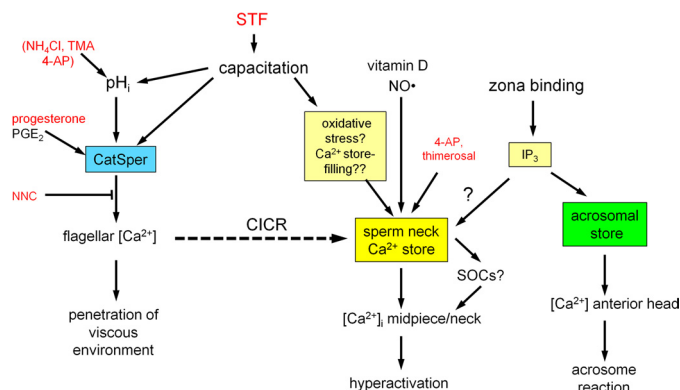 STF
(NH₄Cl, TMA
4-AP)
pHᵢ
capacitation
vitamin D
NO•
zona binding
progesterone
PGE₂
CatSper
oxidative
stress?
Ca²⁺ store-
filling??
4-AP,
thimerosal
IP₃
NNC
?
flagellar [Ca²⁺]
CICR
sperm neck
Ca²⁺ store
acrosomal
store
SOCs?
penetration of
viscous
environment
[Ca²⁺]ᵢ midpiece/neck
[Ca²⁺] anterior head
hyperactivation
acrosome
reaction